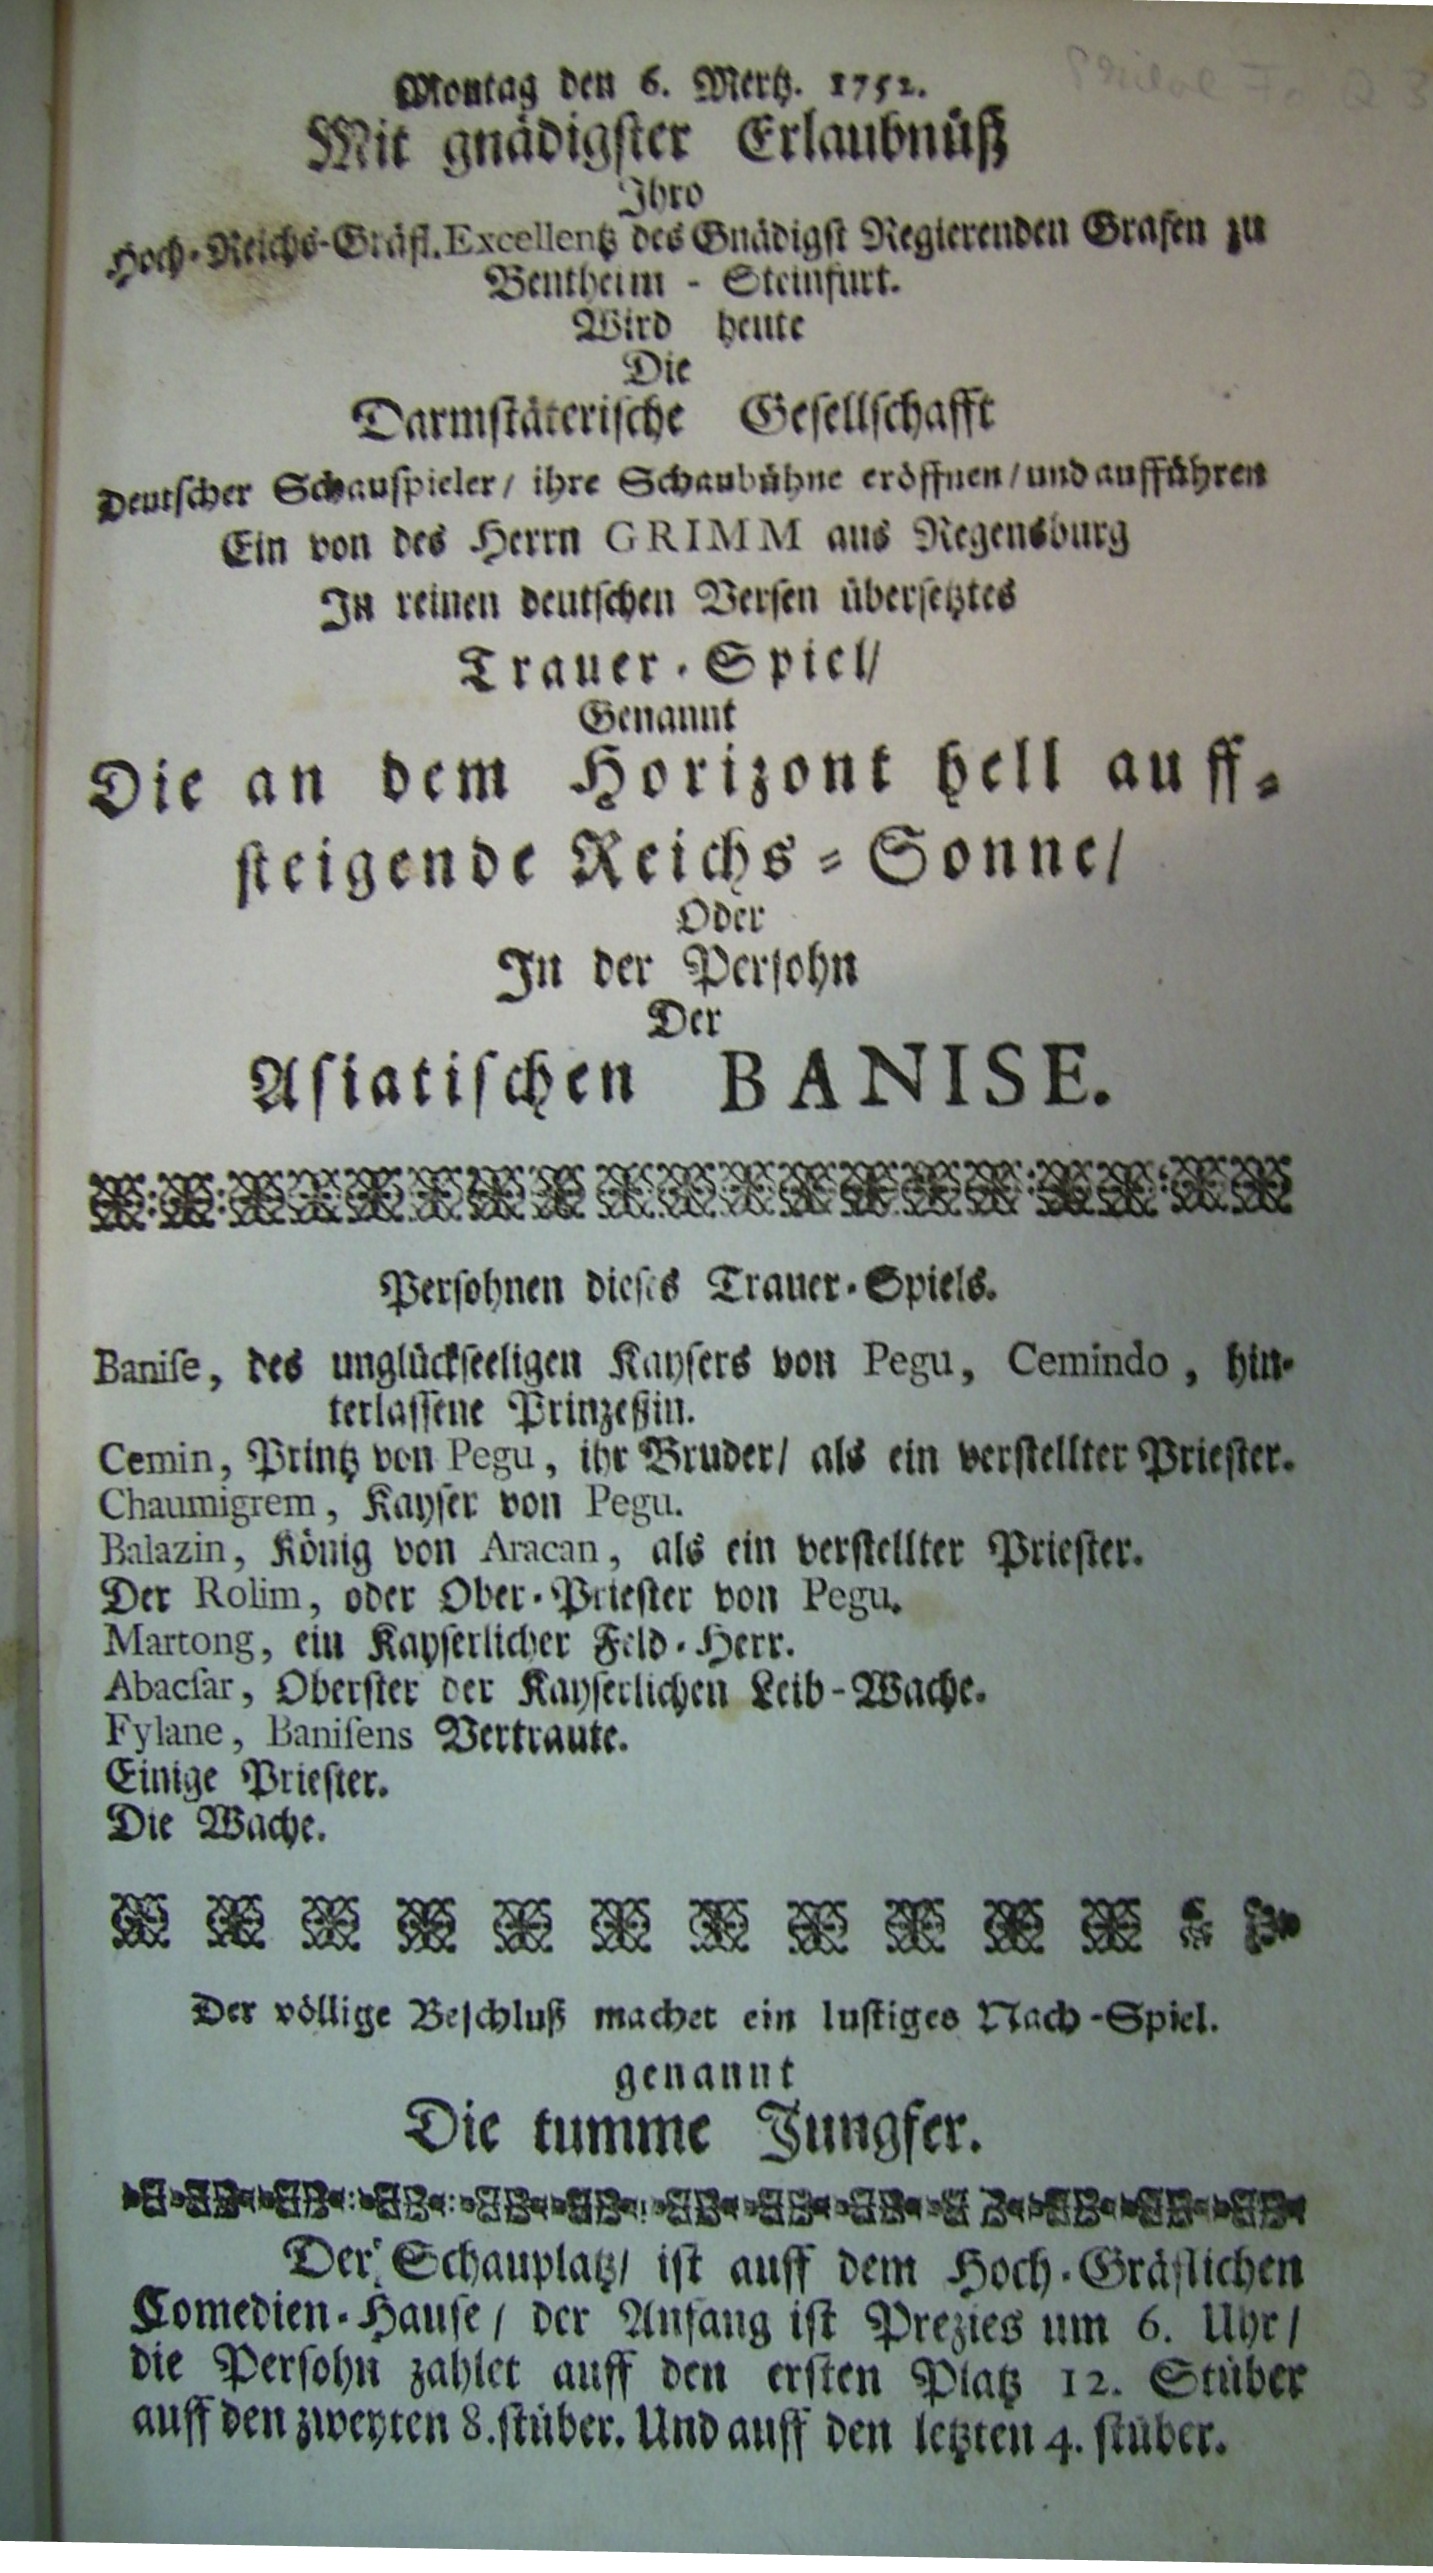 Montag den 6. Mertz. 1752.
Mit gnädigster Erlaubnüß
Ihro
Hoch-Reichs-Gräfl. Excellentz des Gnädigst Regierenden Grafen zu
Bentheim - Steinfurt.
Wird heute
Die
Darmstäterische Gesellschafft
Deutscher Schauspieler / ihre Schaubühne eröffnen / und aufführen
Ein von des Herrn GRIMM aus Regensburg
In reinen deutschen Versen übersetztes
Trauer-Spiel /
Genannt
Die an dem Horizont hell auff-
steigende Reichs-Sonne /
Oder
In der Persohn
Der
Asiatischen BANISE.
Persohnen dieses Trauer-Spiels.
Banise, des unglückseeligen Kaysers von Pegu, Cemindo, hin-
terlassene Prinzeßin.
Cemin, Printz von Pegu, ihr Bruder / als ein verstellter Priester.
Chaumigrem, Kayser von Pegu.
Balazin, König von Aracan, als ein verstellter Priester.
Der Rolim, oder Ober-Priester von Pegu.
Martong, ein Kayserlicher Feld-Herr.
Abacsar, Oberster der Kayserlichen Leib-Wache.
Fylane, Banisens Vertraute.
Einige Priester.
Die Wache.
Der völlige Beschluß machet ein lustiges Nach-Spiel.
genannt
Die tumme Jungfer.
Der Schauplatz / ist auff dem Hoch-Gräflichen
Comedien-Hause / der Anfang ist Prezies um 6. Uhr /
die Persohn zahlet auff den ersten Platz 12. Stüber
auff den zweyten 8. stüber. Und auff den letzten 4. stüber.